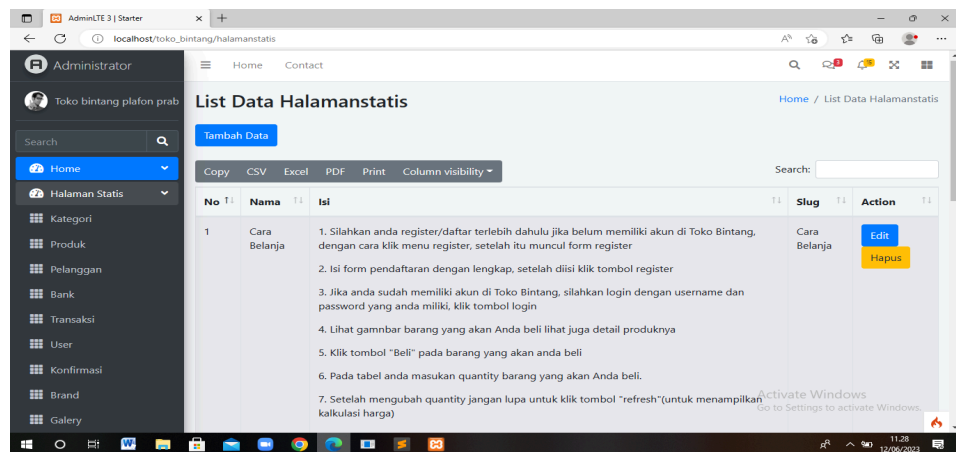 AdminLTE 3 | Starter
localhost/toko_bintang/halamanstatis
Administrator
Home Contact
3
15
Toko bintang plafon prab
List Data Halamanstatis
Home / List Data Halamanstatis
Search
Tambah Data
Home
Halaman Statis
Kategori
Produk
Pelanggan
Bank
Transaksi
User
Konfirmasi
Brand
Galery
Copy CSV Excel PDF Print Column visibility
Search:
No Nama Isi Slug Action
1
Cara
Belanja
1. Silahkan anda register/daftar terlebih dahulu jika belum memiliki akun di Toko Bintang,
dengan cara klik menu register, setelah itu muncul form register
2. Isi form pendaftaran dengan lengkap, setelah diisi klik tombol register
3. Jika anda sudah memiliki akun di Toko Bintang, silahkan login dengan username dan
password yang anda miliki, klik tombol login
4. Lihat gamnbar barang yang akan Anda beli lihat juga detail produknya
5. Klik tombol "Beli" pada barang yang akan anda beli
6. Pada tabel anda masukan quantity barang yang akan Anda beli.
7. Setelah mengubah quantity jangan lupa untuk klik tombol "refresh"(untuk menampilkan
kalkulasi harga)
Cara
Belanja
Edit
Hapus
Activate Windows
Go to Settings to activate Windows.
11.28
12/06/2023